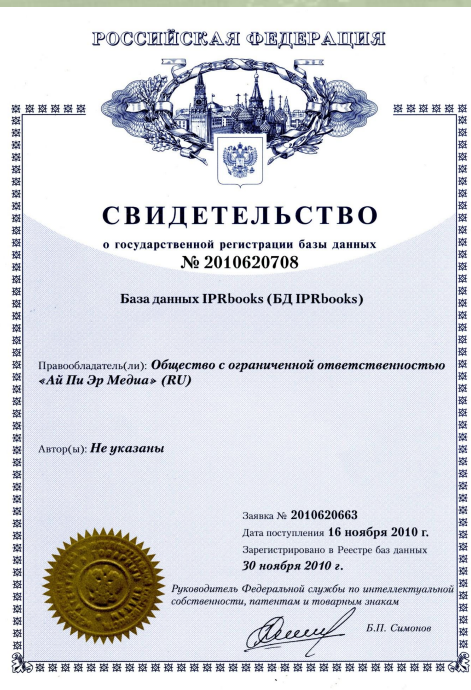 РОССИЙСКАЯ ФЕДЕРАЦИЯ
СВИДЕТЕЛЬСТВО
о государственной регистрации базы данных
№ 2010620708
База данных IPRbooks (БД IPRbooks)
Правообладатель(ли): Общество с ограниченной ответственностью
«Ай Пи Эр Медиа» (RU)
Автор(ы): Не указаны
Заявка № 2010620663
Дата поступления 16 ноября 2010 г.
Зарегистрировано в Реестре баз данных
30 ноября 2010 г.
Руководитель Федеральной службы по интеллектуальной
собственности, патентам и товарным знакам
Б.П. Симонов